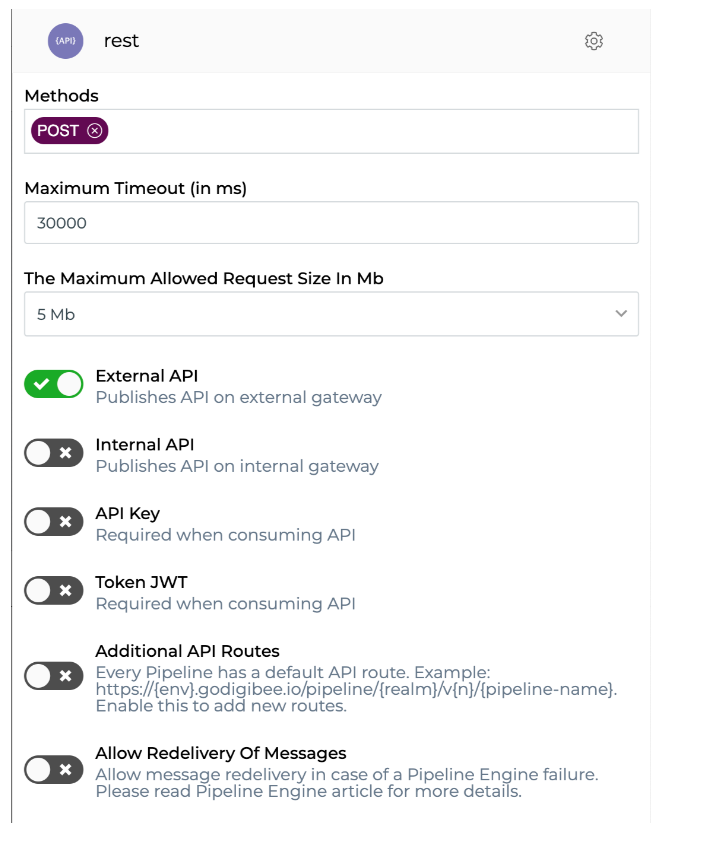 {API} rest
Methods
POST
Maximum Timeout (in ms)
30000
The Maximum Allowed Request Size In Mb
5 Mb
External API
Publishes API on external gateway
Internal API
Publishes API on internal gateway
API Key
Required when consuming API
Token JWT
Required when consuming API
Additional API Routes
Every Pipeline has a default API route. Example:
https://{env}.godigibee.io/pipeline/{realm}/v{n}/{pipeline-name}.
Enable this to add new routes.
Allow Redelivery Of Messages
Allow message redelivery in case of a Pipeline Engine failure.
Please read Pipeline Engine article for more details.